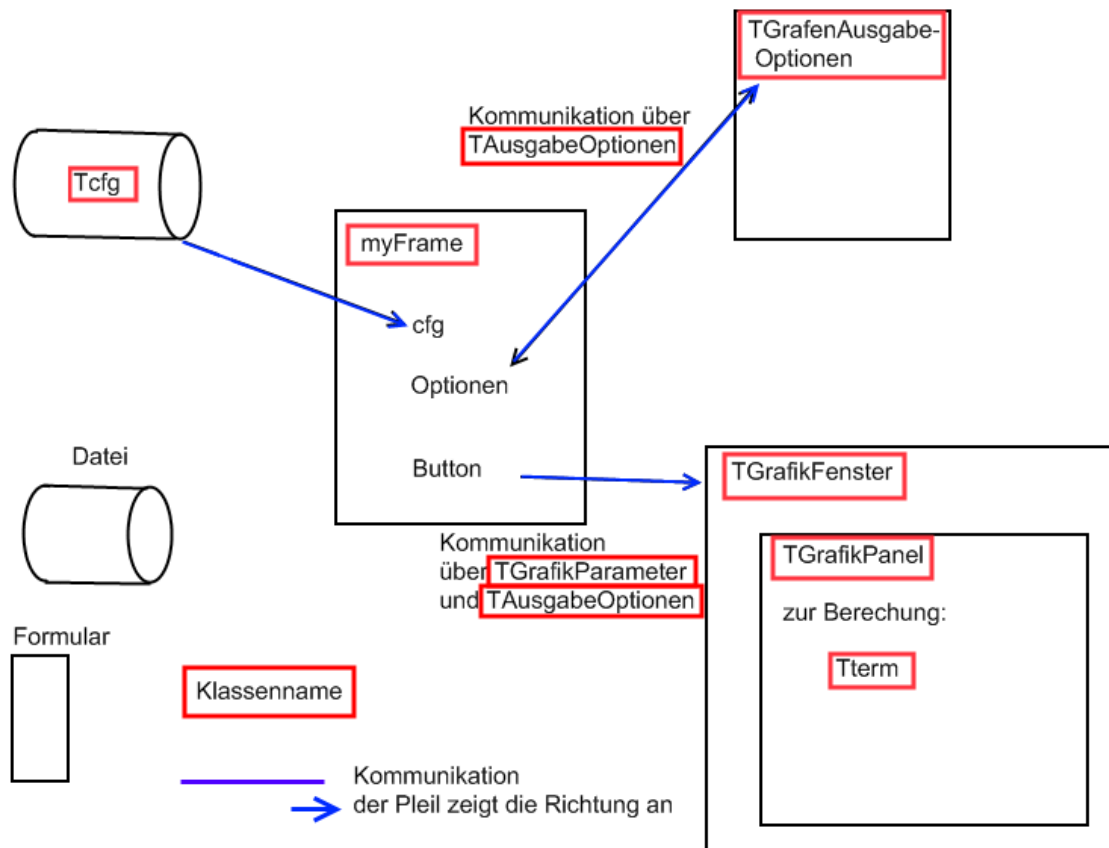 TGrafenAusgabe-
Optionen
Kommunikation über
TAusgabeOptionen
Tcfg
myFrame
cfg
Optionen
Button
Datei
TGrafikFenster
Kommunikation
über TGrafikParameter
und TAusgabeOptionen
TGrafikPanel
zur Berechung:
Tterm
Formular
Klassenname
Kommunikation
der Pleil zeigt die Richtung an